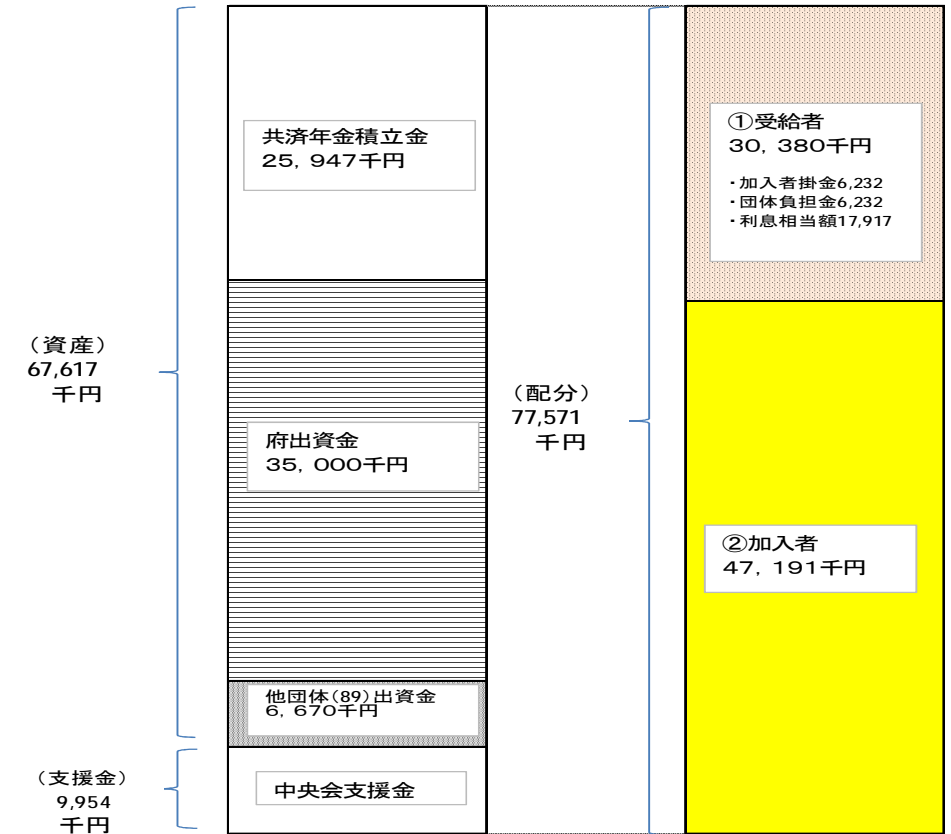 共済年金積立金
25，947千円
①受給者
30，380千円
・加入者掛金6,232
・団体負担金6,232
・利息相当額17,917
（資産）
67,617
千円
（配分）
77,571
千円
府出資金
35，000千円
②加入者
47，191千円
他団体（89）出資金
6，670千円
（支援金）
9,954
千円
中央会支援金